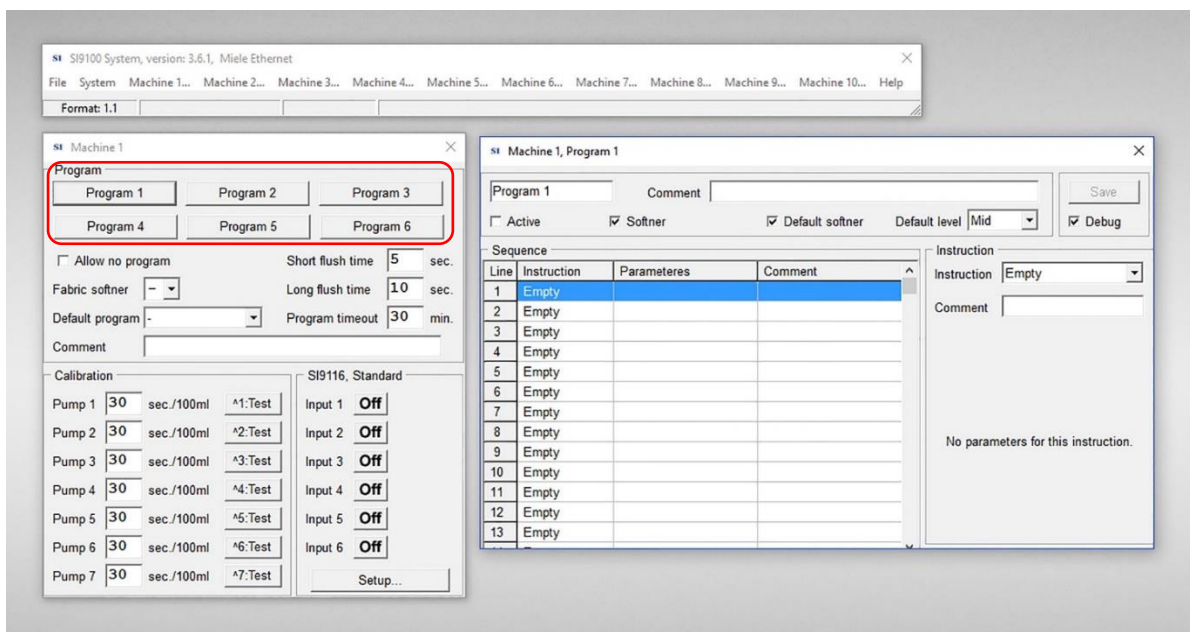 SI SI9100 System, version: 3.6.1, Miele Ethernet
File System Machine 1... Machine 2... Machine 3... Machine 4... Machine 5... Machine 6... Machine 7... Machine 8... Machine 9... Machine 10... Help
Format: 1.1
SI Machine 1
Program
Program 1 Program 2 Program 3
Program 4 Program 5 Program 6
Allow no program Short flush time 5 sec.
Fabric softner - Long flush time 10 sec.
Default program - Program timeout 30 min.
Comment
Calibration
Pump 1 30 sec./100ml ^1:Test
Pump 2 30 sec./100ml ^2:Test
Pump 3 30 sec./100ml ^3:Test
Pump 4 30 sec./100ml ^4:Test
Pump 5 30 sec./100ml ^5:Test
Pump 6 30 sec./100ml ^6:Test
Pump 7 30 sec./100ml ^7:Test
SI9116, Standard
Input 1 Off
Input 2 Off
Input 3 Off
Input 4 Off
Input 5 Off
Input 6 Off
Setup...
SI Machine 1, Program 1
Program 1 Comment Save
Active Softner Default softner Default level Mid Debug
Sequence
Line Instruction Parameteres Comment
1 Empty
2 Empty
3 Empty
4 Empty
5 Empty
6 Empty
7 Empty
8 Empty
9 Empty
10 Empty
11 Empty
12 Empty
13 Empty
Instruction
Instruction Empty
Comment
No parameters for this instruction.